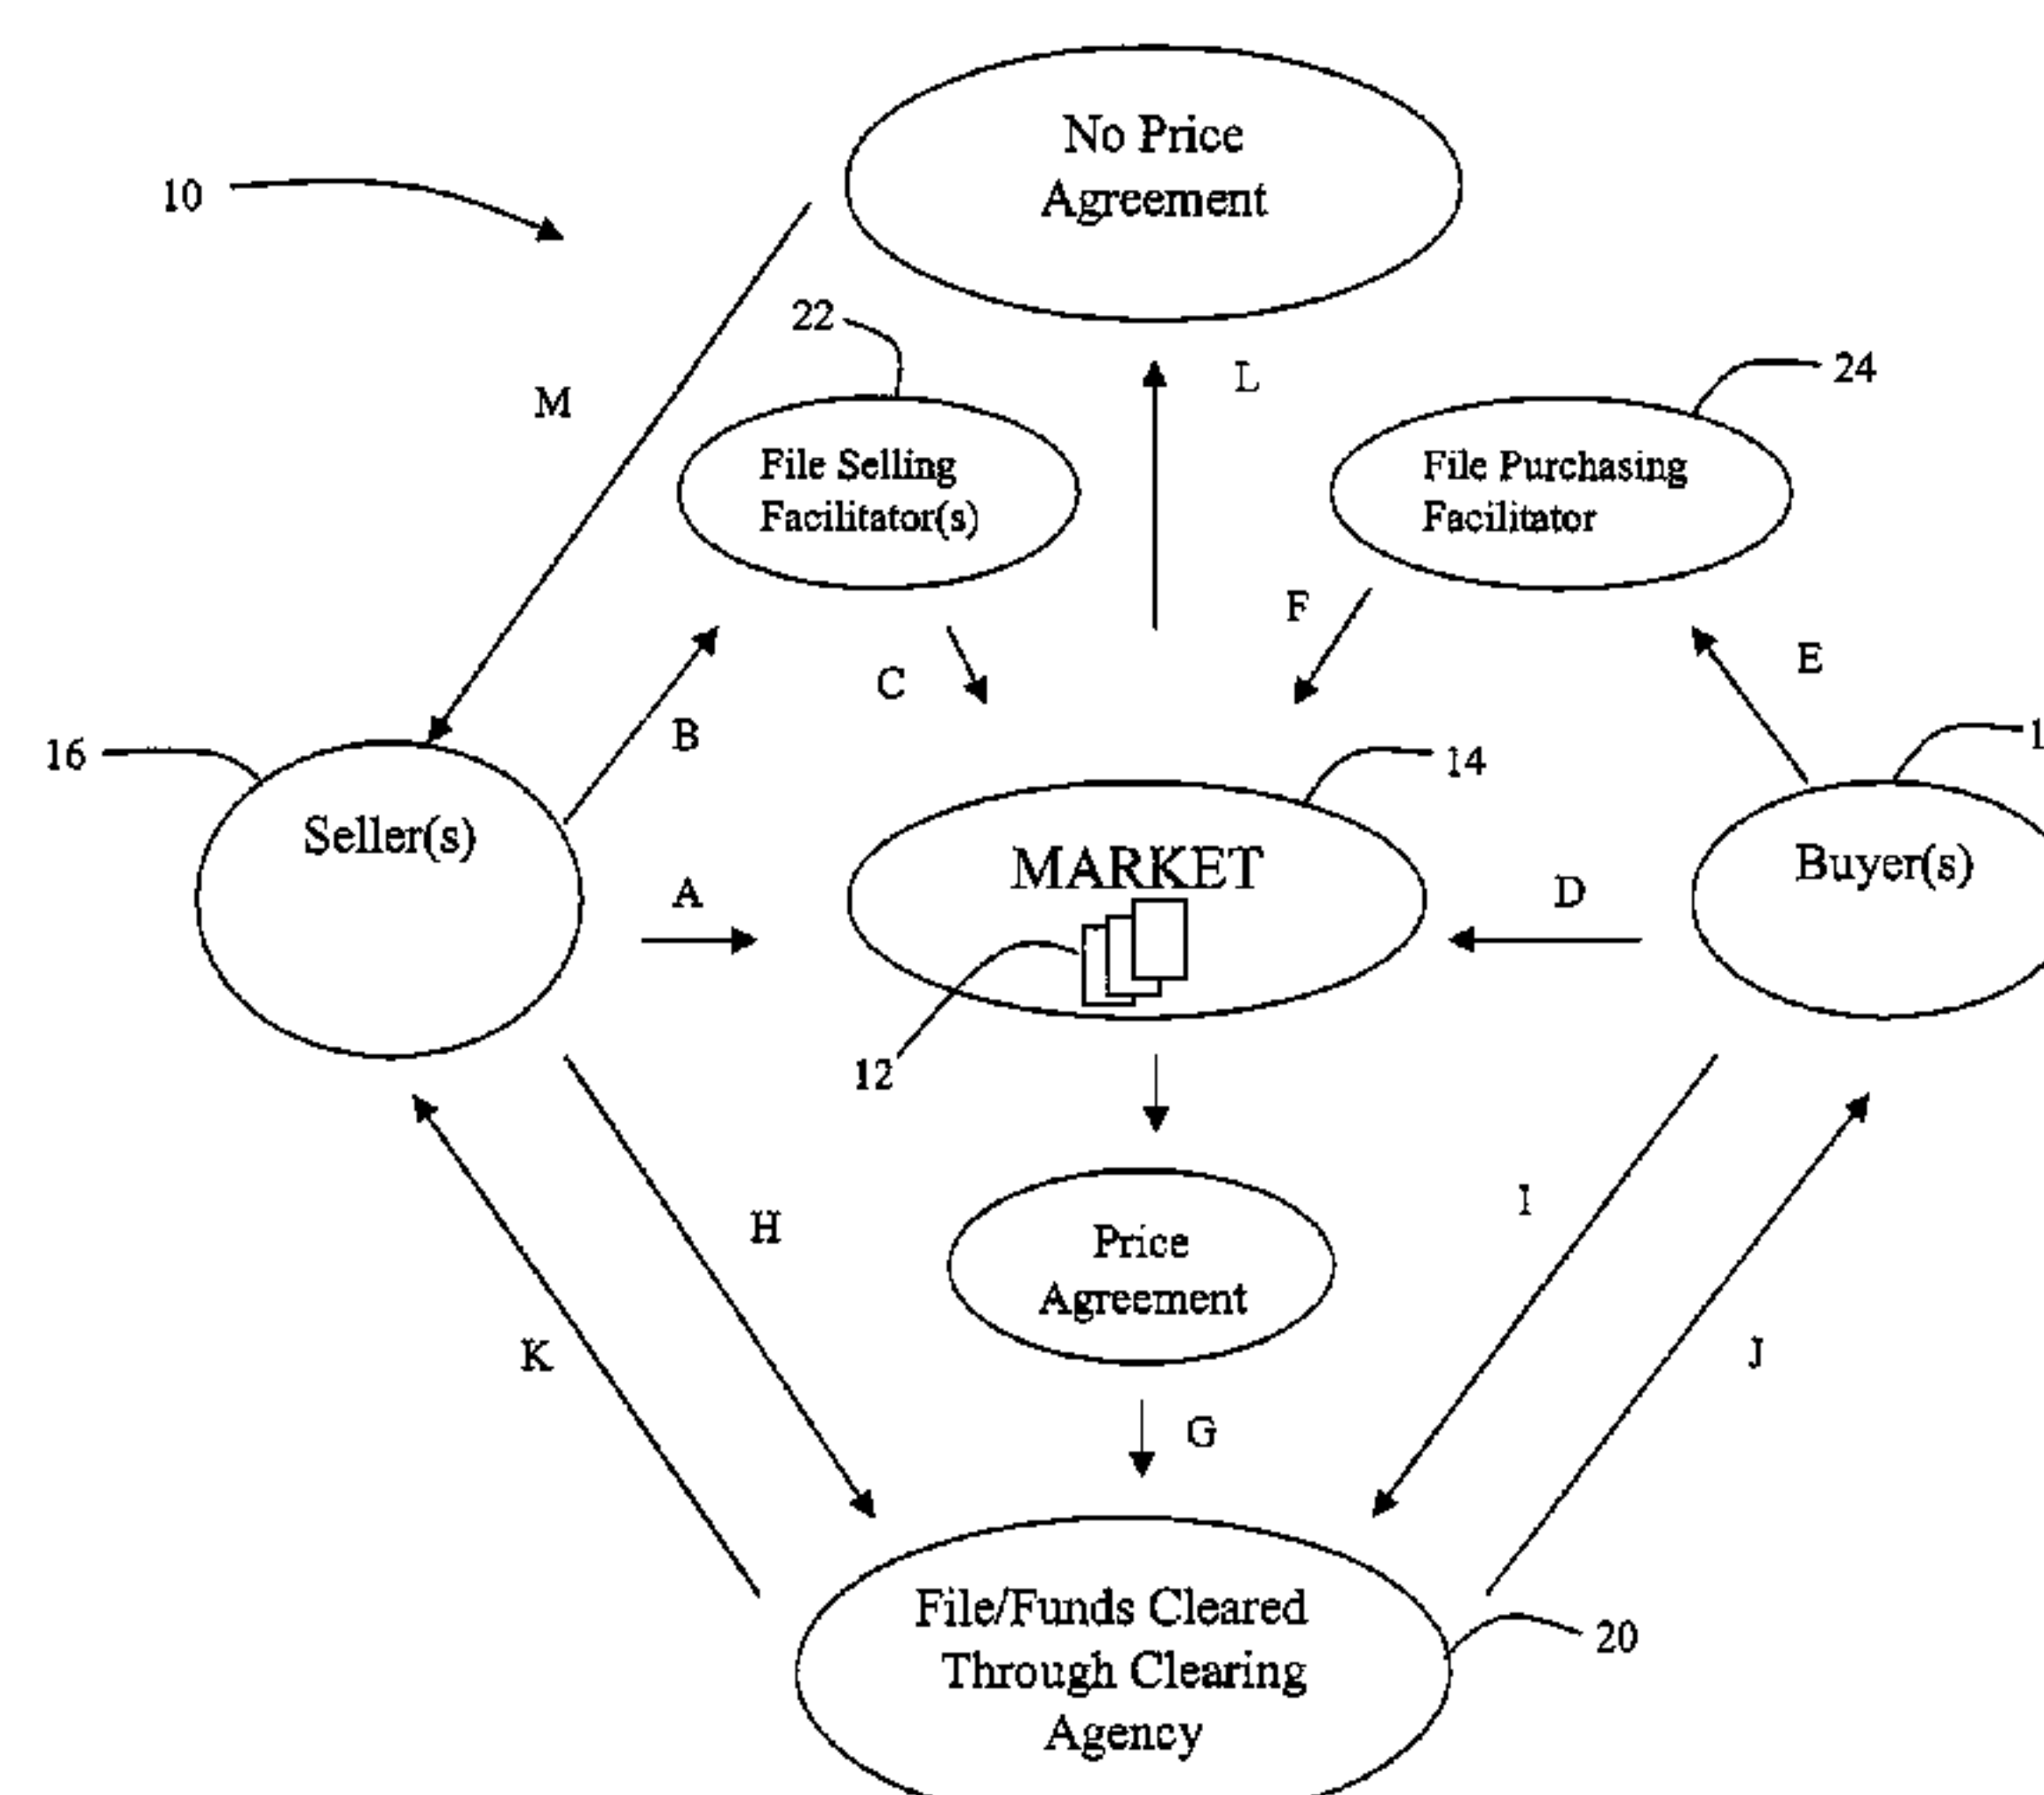 No Price
Agreement
10
22
L
24
M
File Selling
Facilitator(s)
File Purchasing
Facilitator
F
E
C
B
16
14
Seller(s)
MARKET
Buyer(s)
A
D
12
H
I
Price
Agreement
K
J
G
File/Funds Cleared
Through Clearing
Agency
20